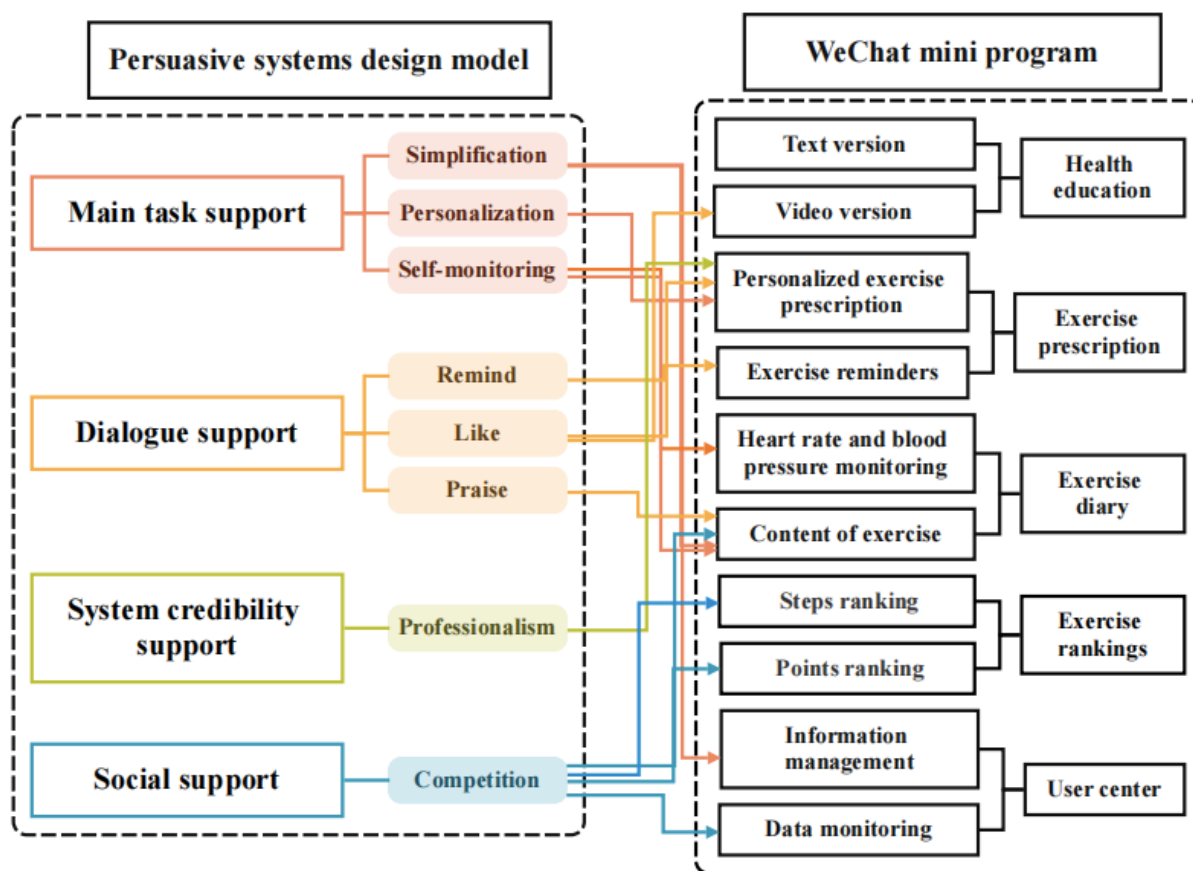 Persuasive systems design model
WeChat mini program
Main task support
Simplification
Personalization
Self-monitoring
Dialogue support
Remind
Like
Praise
System credibility
support
Professionalism
Social support
Competition
Text version
Video version
Health
education
Personalized exercise
prescription
Exercise reminders
Exercise
prescription
Heart rate and blood
pressure monitoring
Content of exercise
Exercise
diary
Steps ranking
Points ranking
Exercise
rankings
Information
management
Data monitoring
User center